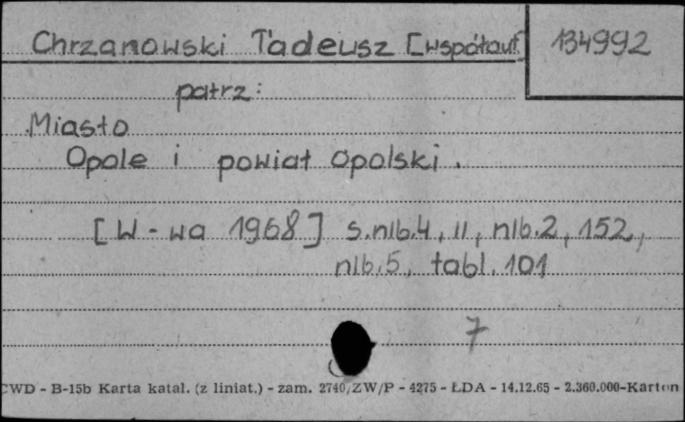 Chrzanowski Tadeusz [współaut] 134992
patrz:
Miasto
Opole i powiat opolski.
[W-wa 1968] s.nlb.4, II, nlb.2, 152,
nlb.5, tabl. 101
7
CWD - B-15b Karta katal. (z liniat.) - zam. 2740/ZW/P - 4275 - ŁDA - 14.12.65 - 2.360.000-Karton